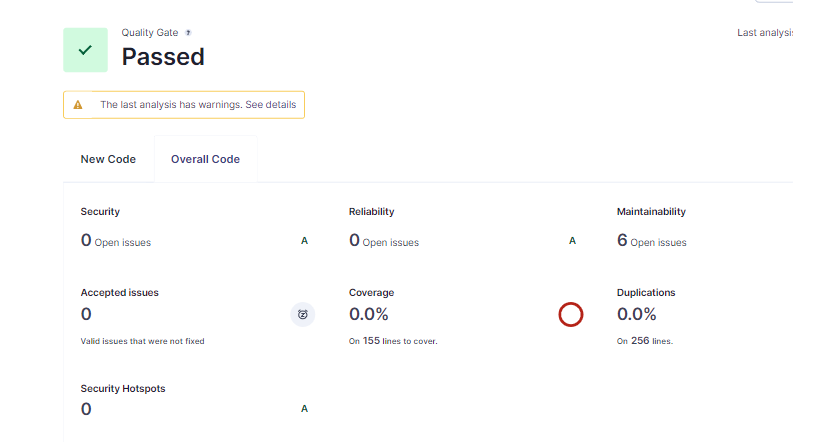 Quality Gate ?
Last analysis
Passed
The last analysis has warnings. See details
New Code
Overall Code
Security
Reliability
Maintainability
0 Open issues
A
0 Open issues
A
6 Open issues
Accepted issues
Coverage
Duplications
0
0.0%
0.0%
Valid issues that were not fixed
On 155 lines to cover.
On 256 lines.
Security Hotspots
0
A